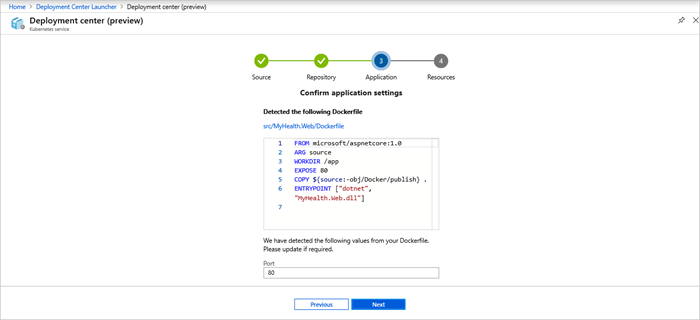 Home > Deployment Center Launcher > Deployment center (preview)
Deployment center (preview)
Kubernetes service
3
4
Source
Repository
Application
Resources
Confirm application settings
Detected the following Dockerfile
src/MyHealth.Web/Dockerfile
1 FROM microsoft/aspnetcore:1.0
2 ARG source
3 WORKDIR /app
4 EXPOSE 80
5 COPY ${source:-obj/Docker/publish} .
6 ENTRYPOINT ["dotnet",
"MyHealth.Web.dll"]
7
We have detected the following values from your Dockerfile.
Please update if required.
Port
80
Previous
Next